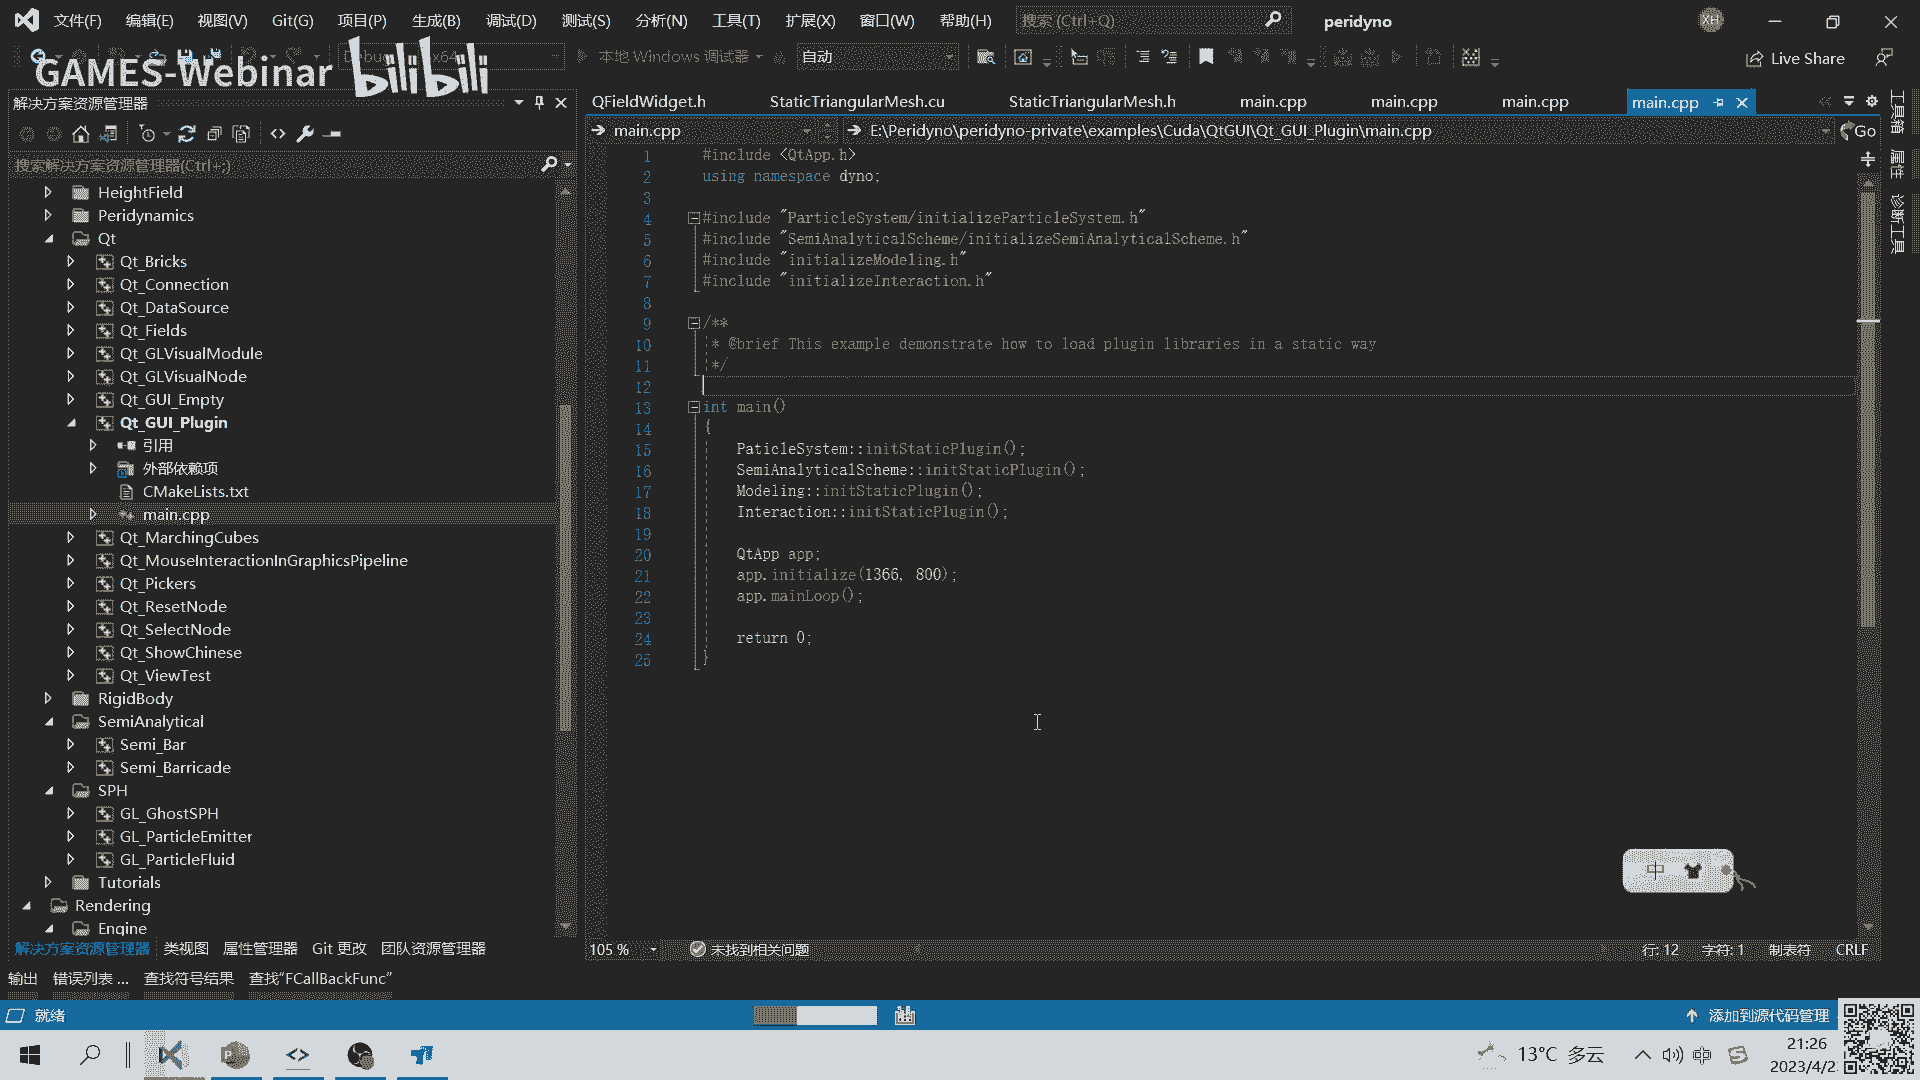 文件(F) 编辑(E) 视图(V) Git(G) 项目(P) 生成(B) 调试(D) 测试(S) 分析(N) 工具(T) 扩展(X) 窗口(W) 帮助(H) 搜索 (Ctrl+Q) peridyno XH
x64 本地 Windows 调试器 自动 Live Share
GAMES-Webinar bilibili
解决方案资源管理器
搜索解决方案资源管理器(Ctrl+;)
HeightField
Peridynamics
Qt
Qt_Bricks
Qt_Connection
Qt_DataSource
Qt_Fields
Qt_GLVisualModule
Qt_GLVisualNode
Qt_GUI_Empty
Qt_GUI_Plugin
引用
外部依赖项
CMakeLists.txt
main.cpp
Qt_MarchingCubes
Qt_MouseInteractionInGraphicsPipeline
Qt_Pickers
Qt_ResetNode
Qt_SelectNode
Qt_ShowChinese
Qt_ViewTest
RigidBody
SemiAnalytical
Semi_Bar
Semi_Barricade
SPH
GL_GhostSPH
GL_ParticleEmitter
GL_ParticleFluid
Tutorials
Rendering
Engine
解决方案资源管理器 类视图 属性管理器 Git 更改 团队资源管理器
QFieldWidget.h StaticTriangularMesh.cu StaticTriangularMesh.h main.cpp main.cpp main.cpp main.cpp
main.cpp E:\Peridyno\peridyno-private\examples\Cuda\QtGUI\Qt_GUI_Plugin\main.cpp Go
1 #include <QtApp.h>
2 using namespace dyno;
3
4 #include "ParticleSystem/initializeParticleSystem.h"
5 #include "SemiAnalyticalScheme/initializeSemiAnalyticalScheme.h"
6 #include "initializeModeling.h"
7 #include "initializeInteraction.h"
8
9 /**
10 * @brief This example demonstrate how to load plugin libraries in a static way
11 */
12
13 int main()
14 {
15 PaticleSystem::initStaticPlugin();
16 SemiAnalyticalScheme::initStaticPlugin();
17 Modeling::initStaticPlugin();
18 Interaction::initStaticPlugin();
19
20 QtApp app;
21 app.initialize(1366, 800);
22 app.mainLoop();
23
24 return 0;
25 }
工具箱
属性
诊断工具
中
105 % 未找到相关问题 行: 12 字符: 1 制表符 CRLF
输出 错误列表 ... 查找符号结果 查找"FCallBackFunc"
就绪 添加到源代码管理
13°C 多云 中 21:26
2023/4/2